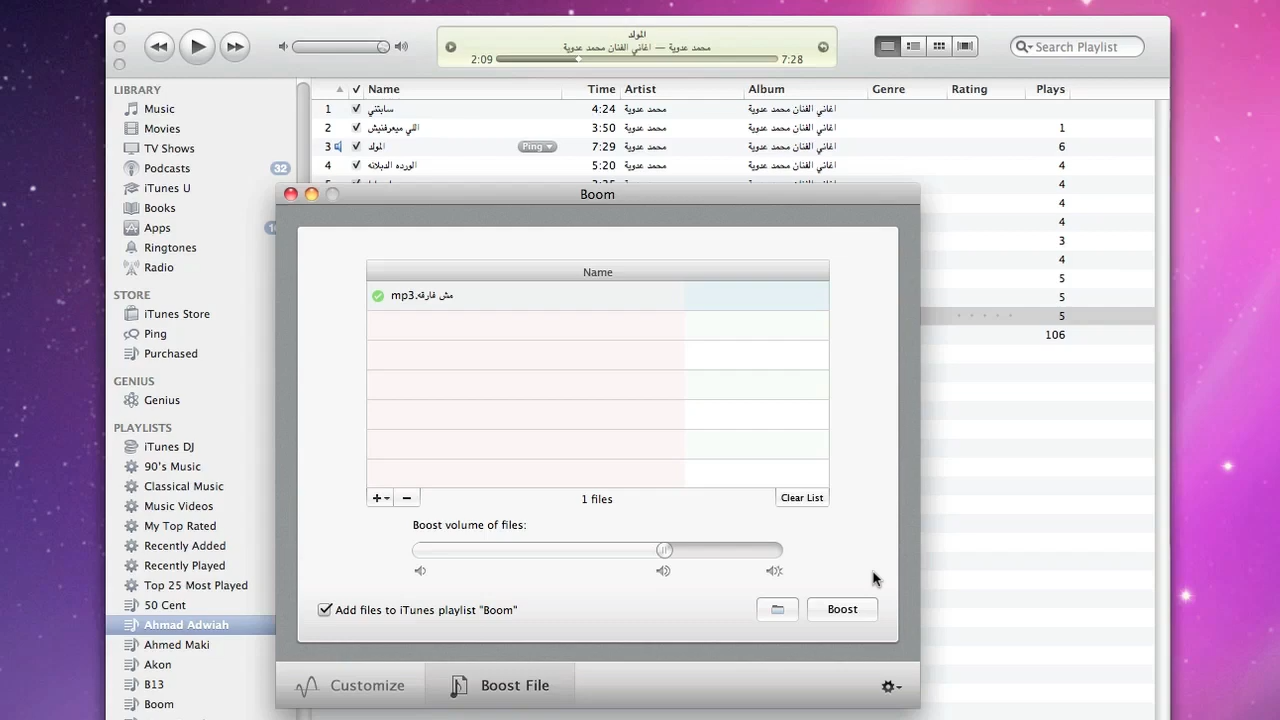 المولد
محمد عدوية — اغاني الفنان محمد عدوية
2:09 7:28
Search Playlist
LIBRARY
Music
Movies
TV Shows
Podcasts 32
iTunes U
Books
Apps
Ringtones
Radio
STORE
iTunes Store
Ping
Purchased
GENIUS
Genius
PLAYLISTS
iTunes DJ
90's Music
Classical Music
Music Videos
My Top Rated
Recently Added
Recently Played
Top 25 Most Played
50 Cent
Ahmad Adwiah
Ahmed Maki
Akon
B13
Boom
Name Time Artist Album Genre Rating Plays
1 سابتني 4:24 محمد عدوية اغاني الفنان محمد عدوية
2 اللي ميعرفنيش 3:50 محمد عدوية اغاني الفنان محمد عدوية 1
3 المولد Ping 7:29 محمد عدوية اغاني الفنان محمد عدوية 6
4 الورده الدبلانه 5:20 محمد عدوية اغاني الفنان محمد عدوية 4
4
4
4
3
4
5
5
5
106
Boom
Name
مش فارقه.mp3
1 files
Clear List
Boost volume of files:
Add files to iTunes playlist "Boom"
Boost
Customize
Boost File